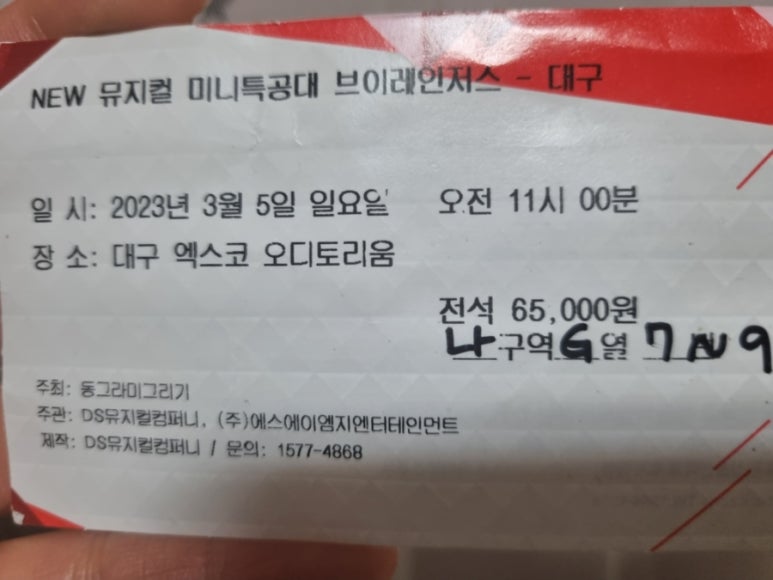 NEW 뮤지컬 미니특공대 브이레인저스 - 대구
일 시: 2023년 3월 5일 일요일 오전 11시 00분
장 소: 대구 엑스코 오디토리움
전석 65,000원
나 구역 G 열 7 ~ 9
주최: 동그라미그리기
주관: DS뮤지컬컴퍼니, (주)에스에이엠지엔터테인먼트
제작: DS뮤지컬컴퍼니 / 문의: 1577-4868